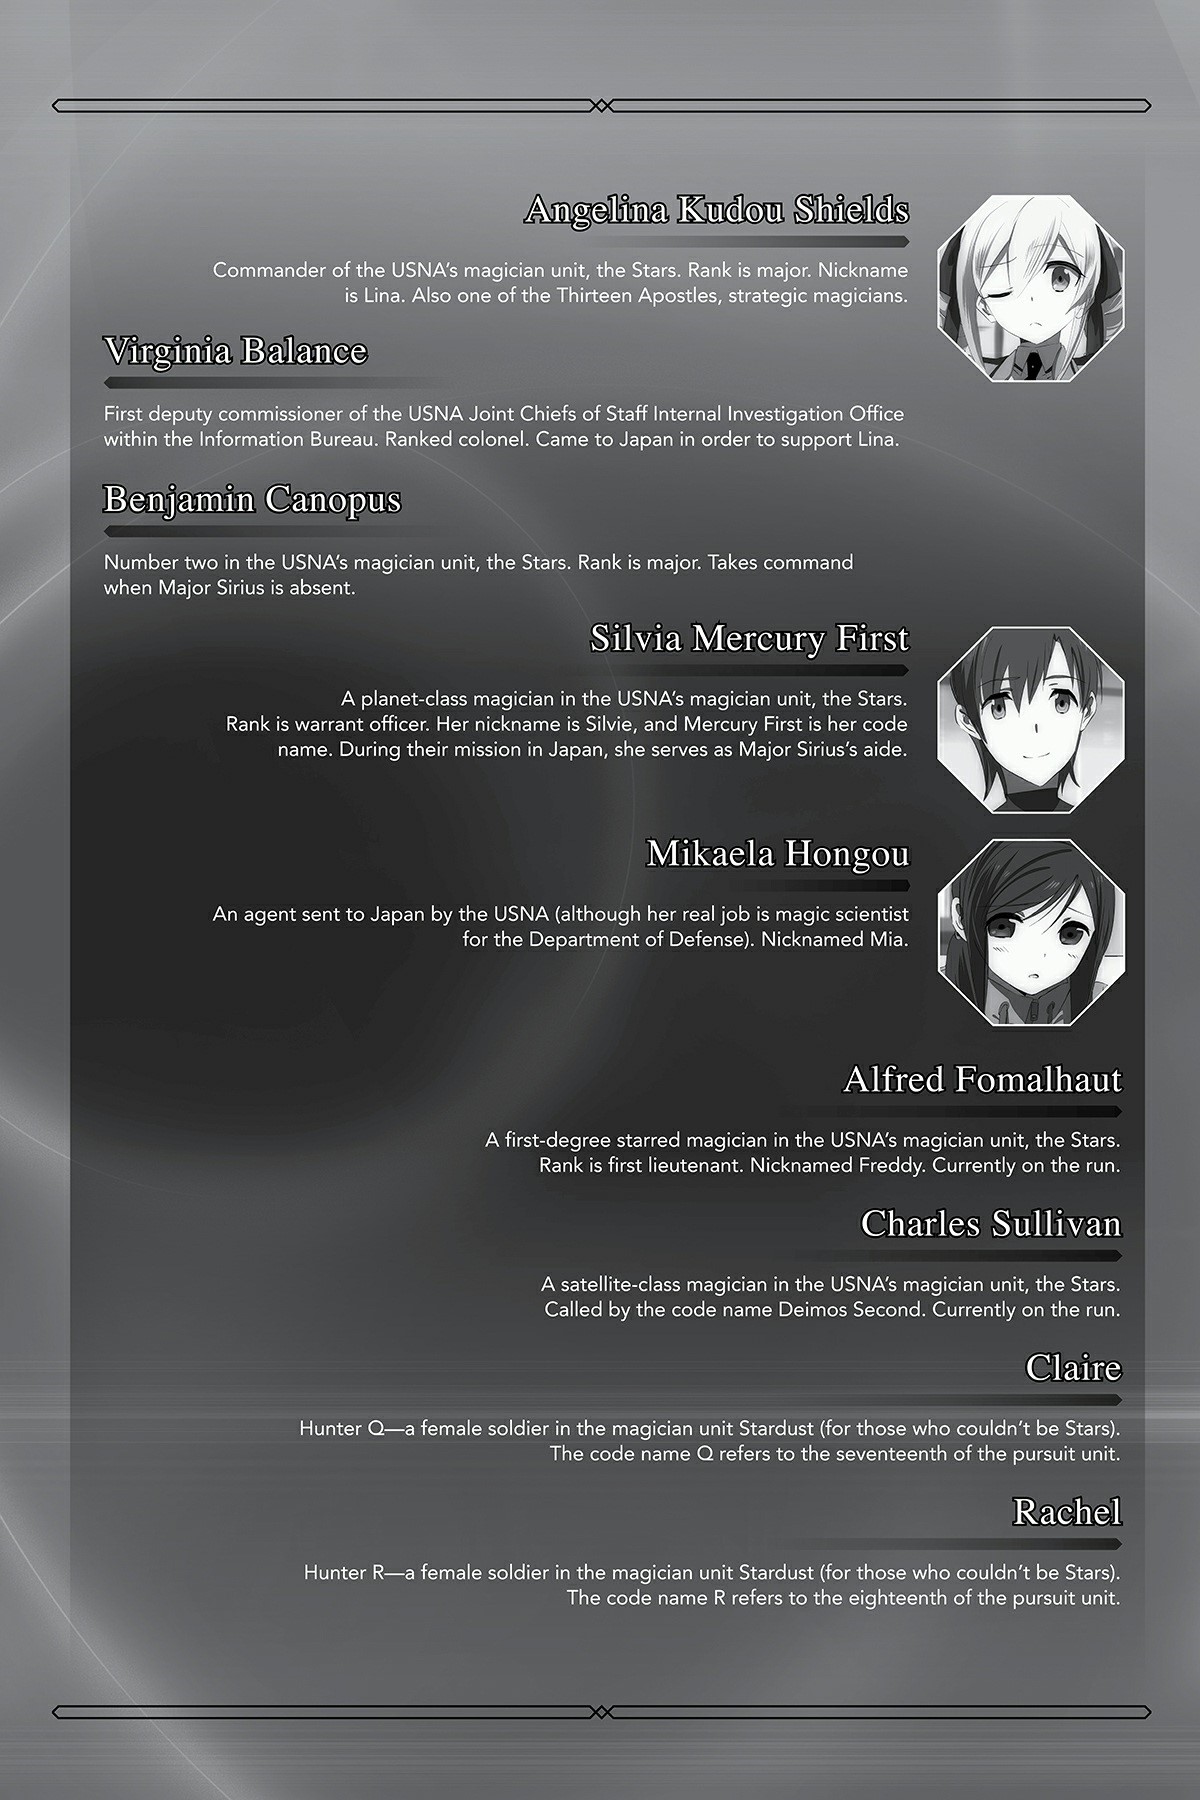 Angelina Kudou Shields
Commander of the USNA's magician unit, the Stars. Rank is major. Nickname
is Lina. Also one of the Thirteen Apostles, strategic magicians.
Virginia Balance
First deputy commissioner of the USNA Joint Chiefs of Staff Internal Investigation Office
within the Information Bureau. Ranked colonel. Came to Japan in order to support Lina.
Benjamin Canopus
Number two in the USNA's magician unit, the Stars. Rank is major. Takes command
when Major Sirius is absent.
Silvia Mercury First
A planet-class magician in the USNA's magician unit, the Stars.
Rank is warrant officer. Her nickname is Silvie, and Mercury First is her code
name. During their mission in Japan, she serves as Major Sirius's aide.
Mikaela Hongou
An agent sent to Japan by the USNA (although her real job is magic scientist
for the Department of Defense). Nicknamed Mia.
Alfred Fomalhaut
A first-degree starred magician in the USNA's magician unit, the Stars.
Rank is first lieutenant. Nicknamed Freddy. Currently on the run.
Charles Sullivan
A satellite-class magician in the USNA's magician unit, the Stars.
Called by the code name Deimos Second. Currently on the run.
Claire
Hunter Q—a female soldier in the magician unit Stardust (for those who couldn't be Stars).
The code name Q refers to the seventeenth of the pursuit unit.
Rachel
Hunter R—a female soldier in the magician unit Stardust (for those who couldn't be Stars).
The code name R refers to the eighteenth of the pursuit unit.